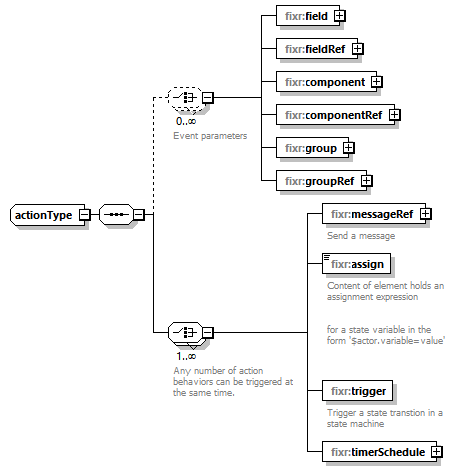 fixr:field
fixr:fieldRef
fixr:component
0..∞
fixr:componentRef
Event parameters
fixr:group
fixr:groupRef
actionType
fixr:messageRef
Send a message
fixr:assign
Content of element holds an
assignment expression
for a state variable in the
form '$actor.variable=value'
1..∞
Any number of action
behaviors can be triggered at
the same time.
fixr:trigger
Trigger a state transtion in a
state machine
fixr:timerSchedule